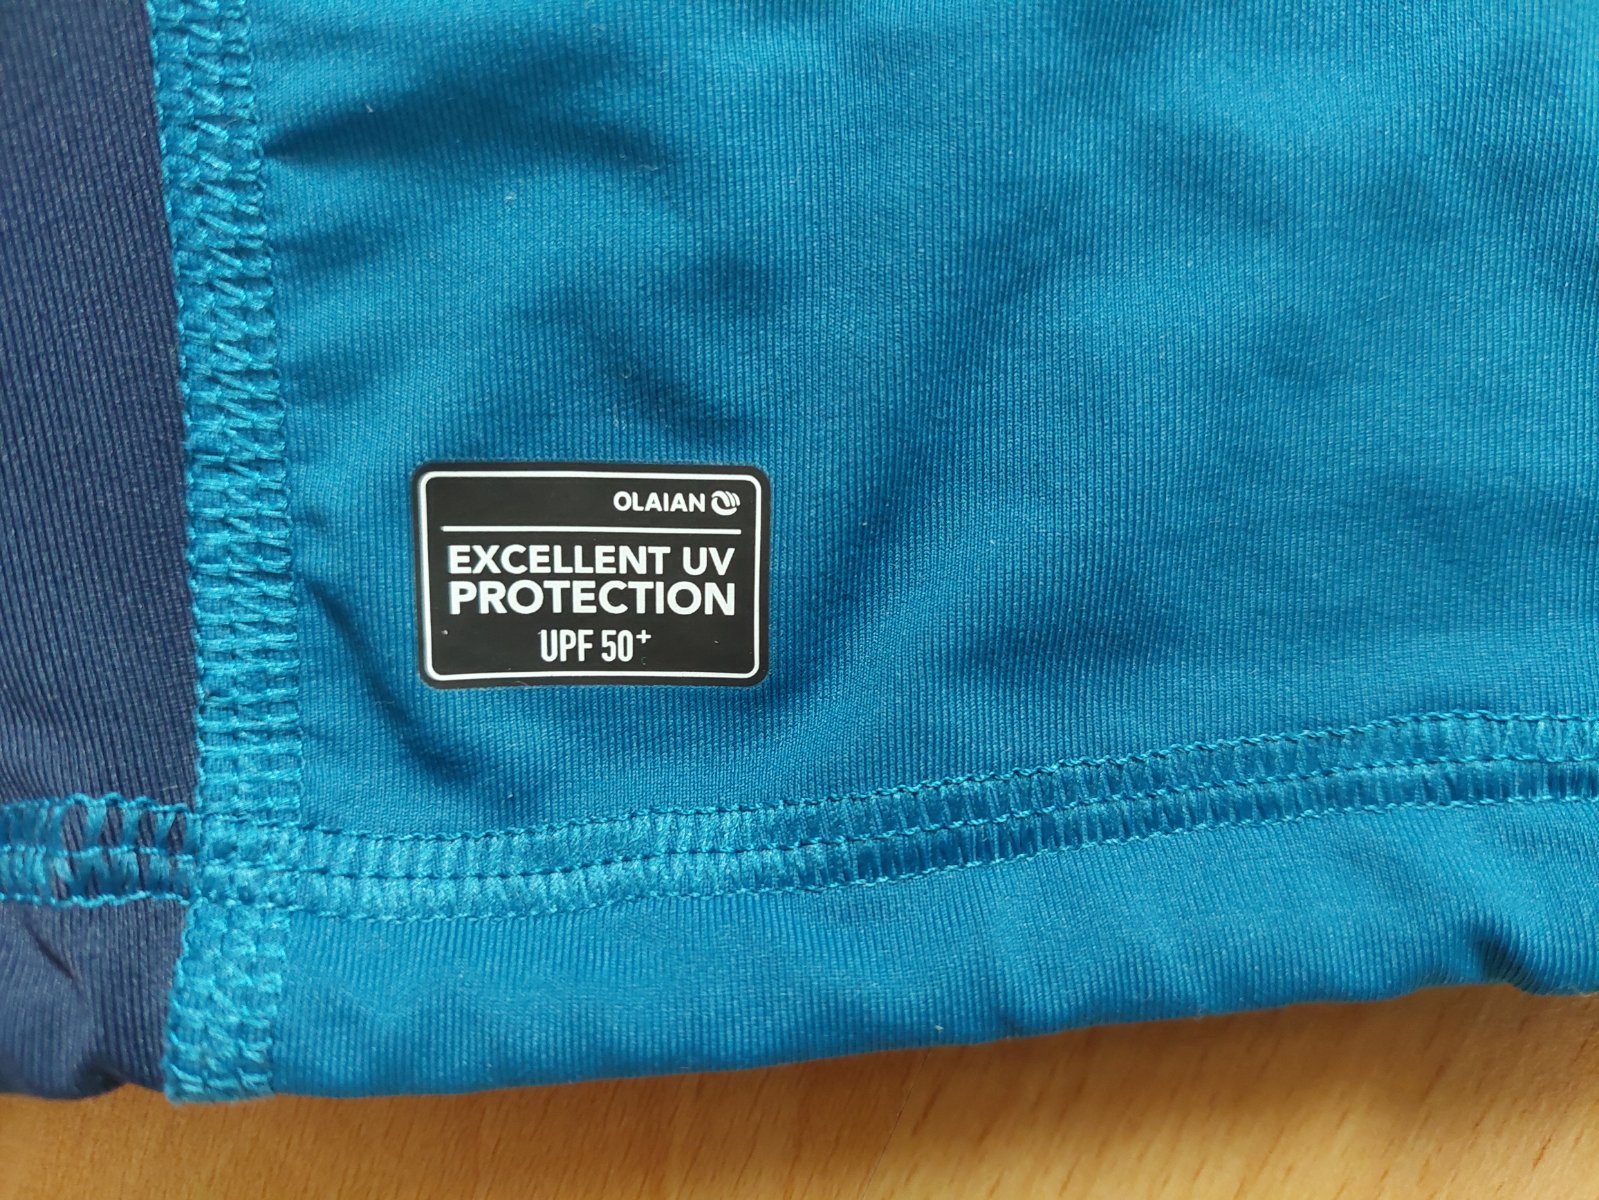 OLAIAN
EXCELLENT UV
PROTECTION
UPF 50+